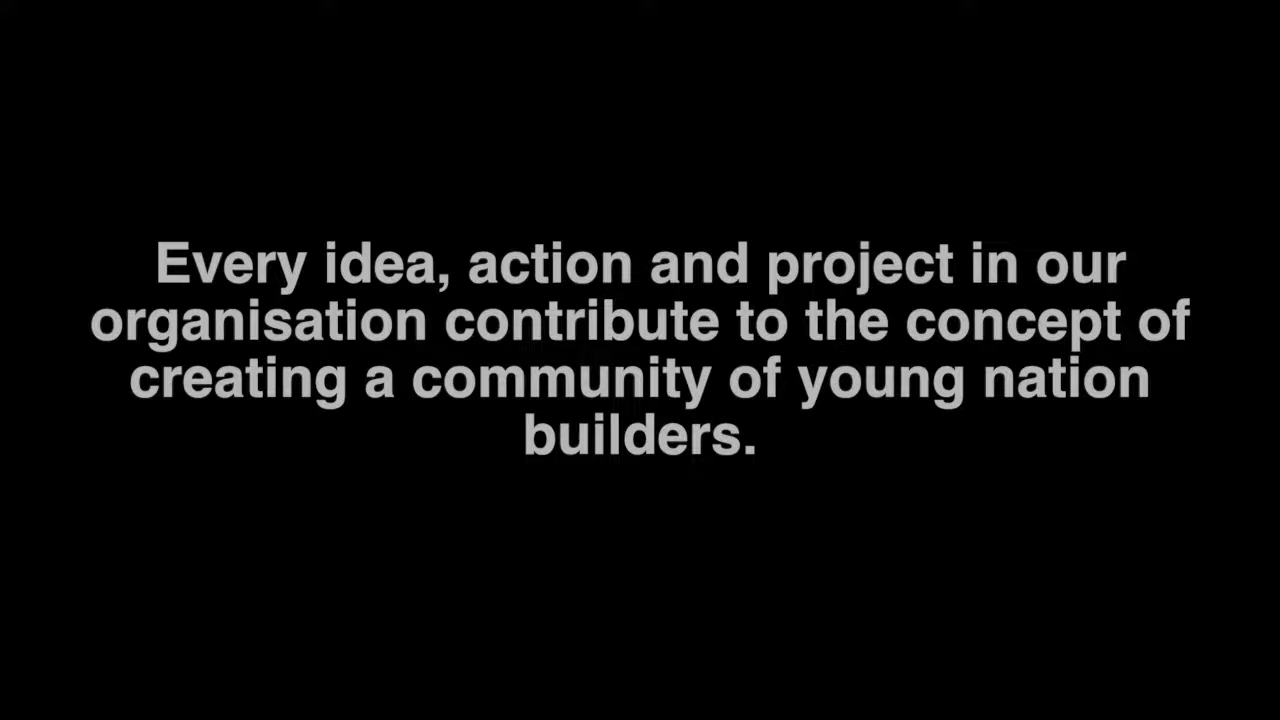 Every idea, action and project in our
organisation contribute to the concept of
creating a community of young nation
builders.